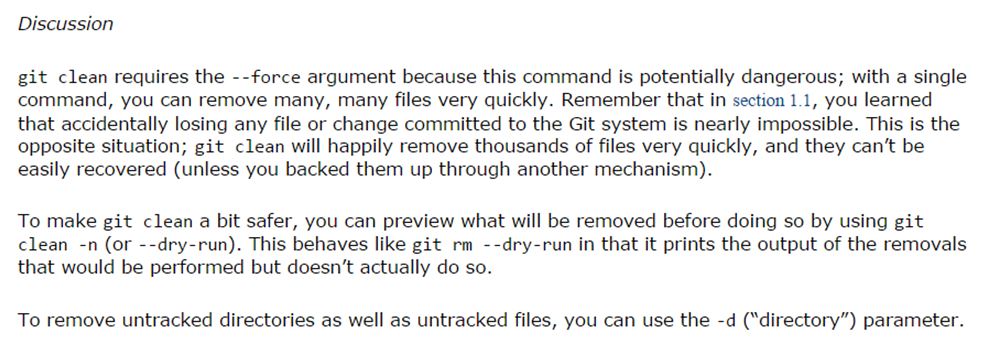 Discussion
git clean requires the --force argument because this command is potentially dangerous; with a single
command, you can remove many, many files very quickly. Remember that in section 1.1, you learned
that accidentally losing any file or change committed to the Git system is nearly impossible. This is the
opposite situation; git clean will happily remove thousands of files very quickly, and they can’t be
easily recovered (unless you backed them up through another mechanism).
To make git clean a bit safer, you can preview what will be removed before doing so by using git
clean -n (or --dry-run). This behaves like git rm --dry-run in that it prints the output of the removals
that would be performed but doesn’t actually do so.
To remove untracked directories as well as untracked files, you can use the -d (“directory”) parameter.